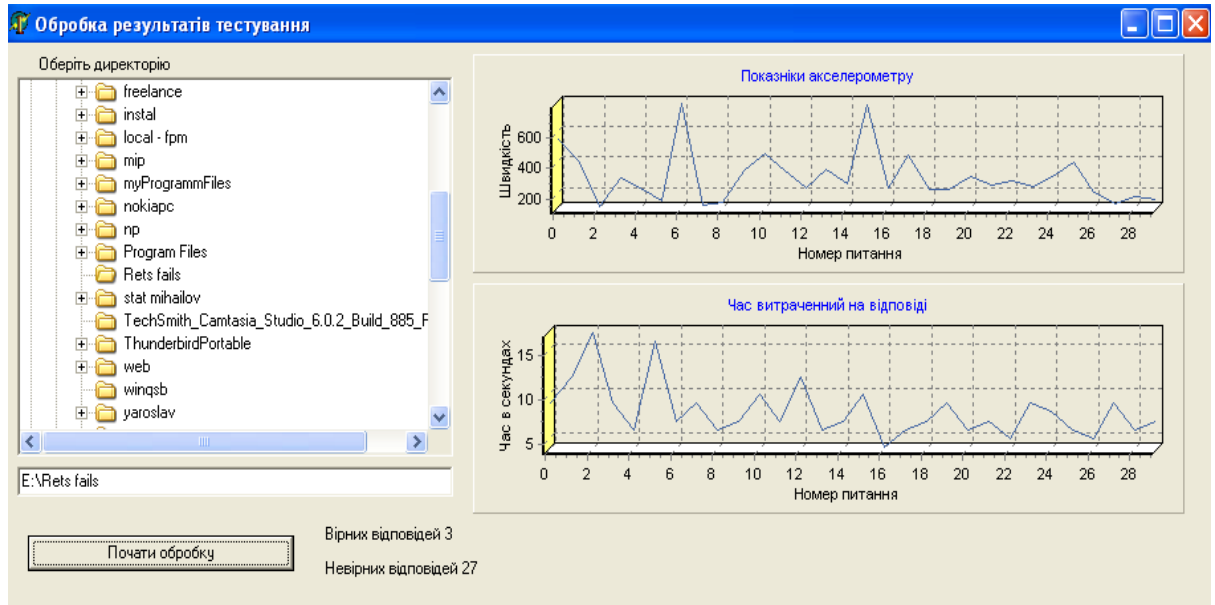 Обробка результатів тестування
Оберіть директорію
freelance
instal
local - fpm
mip
myProgrammFiles
nokiapc
np
Program Files
Rets fails
stat mihailov
TechSmith_Camtasia_Studio_6.0.2_Build_885_F
ThunderbirdPortable
web
winqsb
yaroslav
E:\Rets fails
Почати обробку
Вірних відповідей 3
Невірних відповідей 27
Показніки акселерометру
Швидкість
600
400
200
0 2 4 6 8 10 12 14 16 18 20 22 24 26 28
Номер питання
Час витраченний на відповіді
Час в секундах
15
10
5
0 2 4 6 8 10 12 14 16 18 20 22 24 26 28
Номер питання